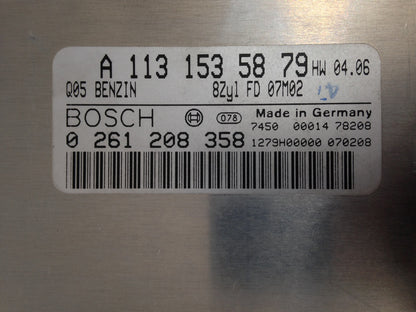 A 113 153 58 79 HW 04.06
Q05 BENZIN 8Zyl FD 07M02
BOSCH 078 Made in Germany
7450 00014 78208
0 261 208 358 1279H00000 070208